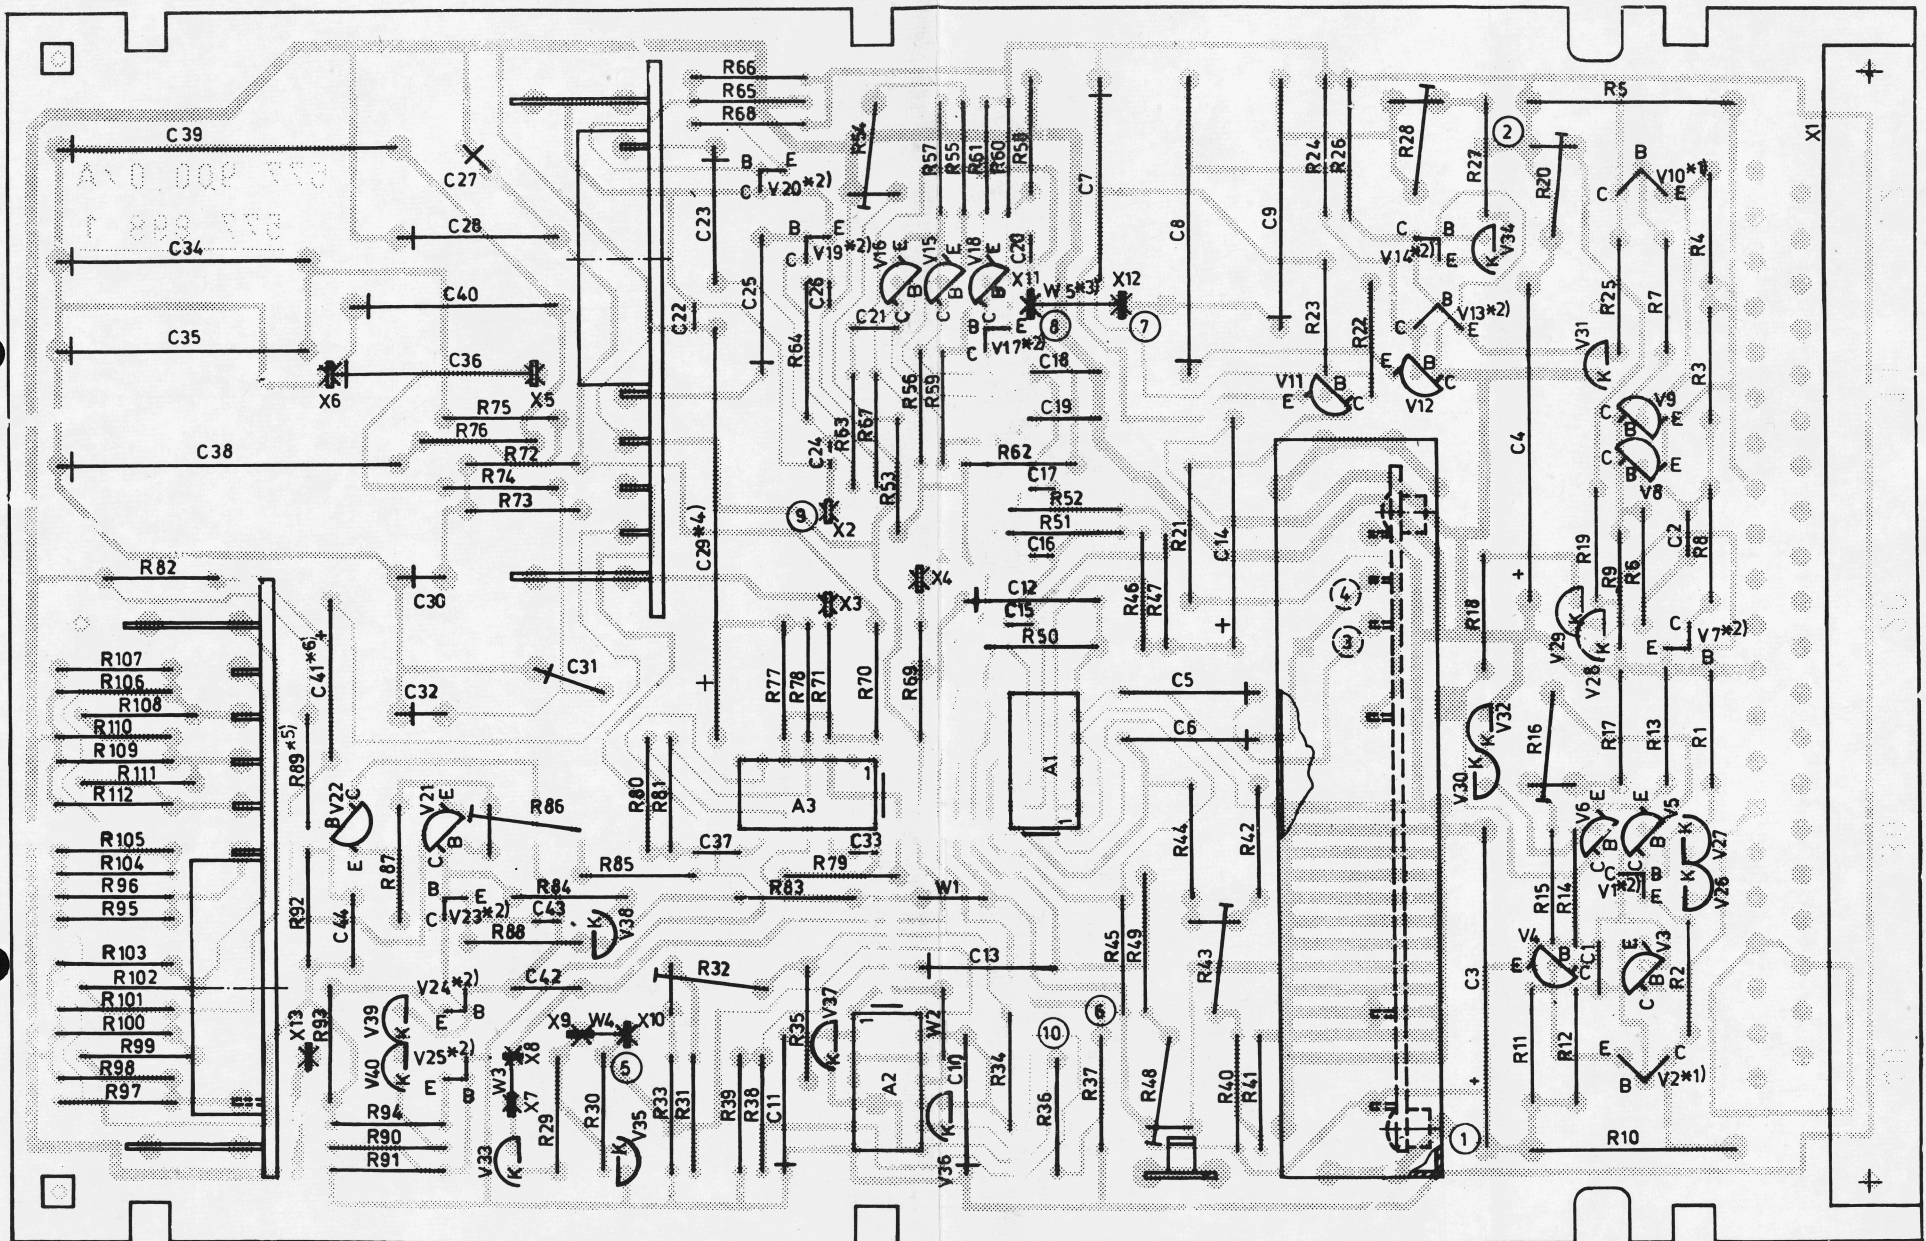 R66
R65
R68
C39
C27
C28
C34
C40
C35
C36
X6
X5
R75
R76
C38
R72
R74
R73
577 900.0/A
577 898.1
C23
C22
C25
C29*4)
B
E
C
V20*2)
B
E
C
V19*2)
R54
R57
R55
R61
R60
R58
V16
E
B
C
V15
E
B
C
V18
E
B
C
C20
X11
W5*3)
X12
8
7
C26
C21
R64
B
E
C
V17*2)
C18
C19
R56
R59
R63
R67
C24
R53
R62
C17
R52
R51
C16
9
X2
X4
X3
C12
C15
R50
C7
C8
C9
R24
R26
R28
R27
2
R5
R20
B
C
E
V10*1)
X1
R4
R25
R7
C
B
E
V14*2)
V34
K
R23
R22
C
B
E
V13*2)
V31
K
R3
V11
E
B
C
E
B
C
V12
C
V9
E
B
C
B
E
V8
C4
+
R21
C14
+
R46
R47
4
3
R18
R19
R9
R6
C2
R8
V29
K
V28
K
C
E
B
V7*2)
R82
C30
C31
C32
C41*6)
+
R107
R106
R108
R110
R109
R111
R112
R105
R104
R96
R95
R103
R102
R101
R100
R99
R98
R97
R89*5)
V22
C
B
E
V21
E
B
C
R86
R87
R85
R84
B
E
C
V23*2)
C43
R88
V38
K
R92
C44
R80
R81
+
R77
R78
R71
R70
R69
A3
1
C37
C33
R79
R83
W1
A1
1
C5
C6
R44
R42
R45
R49
R43
C13
V32
K
V30
K
R16
R17
R13
R1
V6
E
B
C
E
V5
B
C
K
V27
K
V26
C
B
E
V1*2)
R15
R14
V4
E
B
C
C1
E
V3
B
C
R2
C3
+
R11
R12
E
C
B
V2*1)
R10
1
X13
R93
V39
K
V40
K
V24*2)
E
B
V25*2)
E
B
C42
X9
W4
X10
5
X8
W3
X7
R94
R90
R91
V33
K
R29
R30
V35
K
R32
R33
R31
R39
R38
C11
R35
V37
K
1
A2
W2
C10
V36
K
R34
10
6
R36
R37
R48
R40
R41